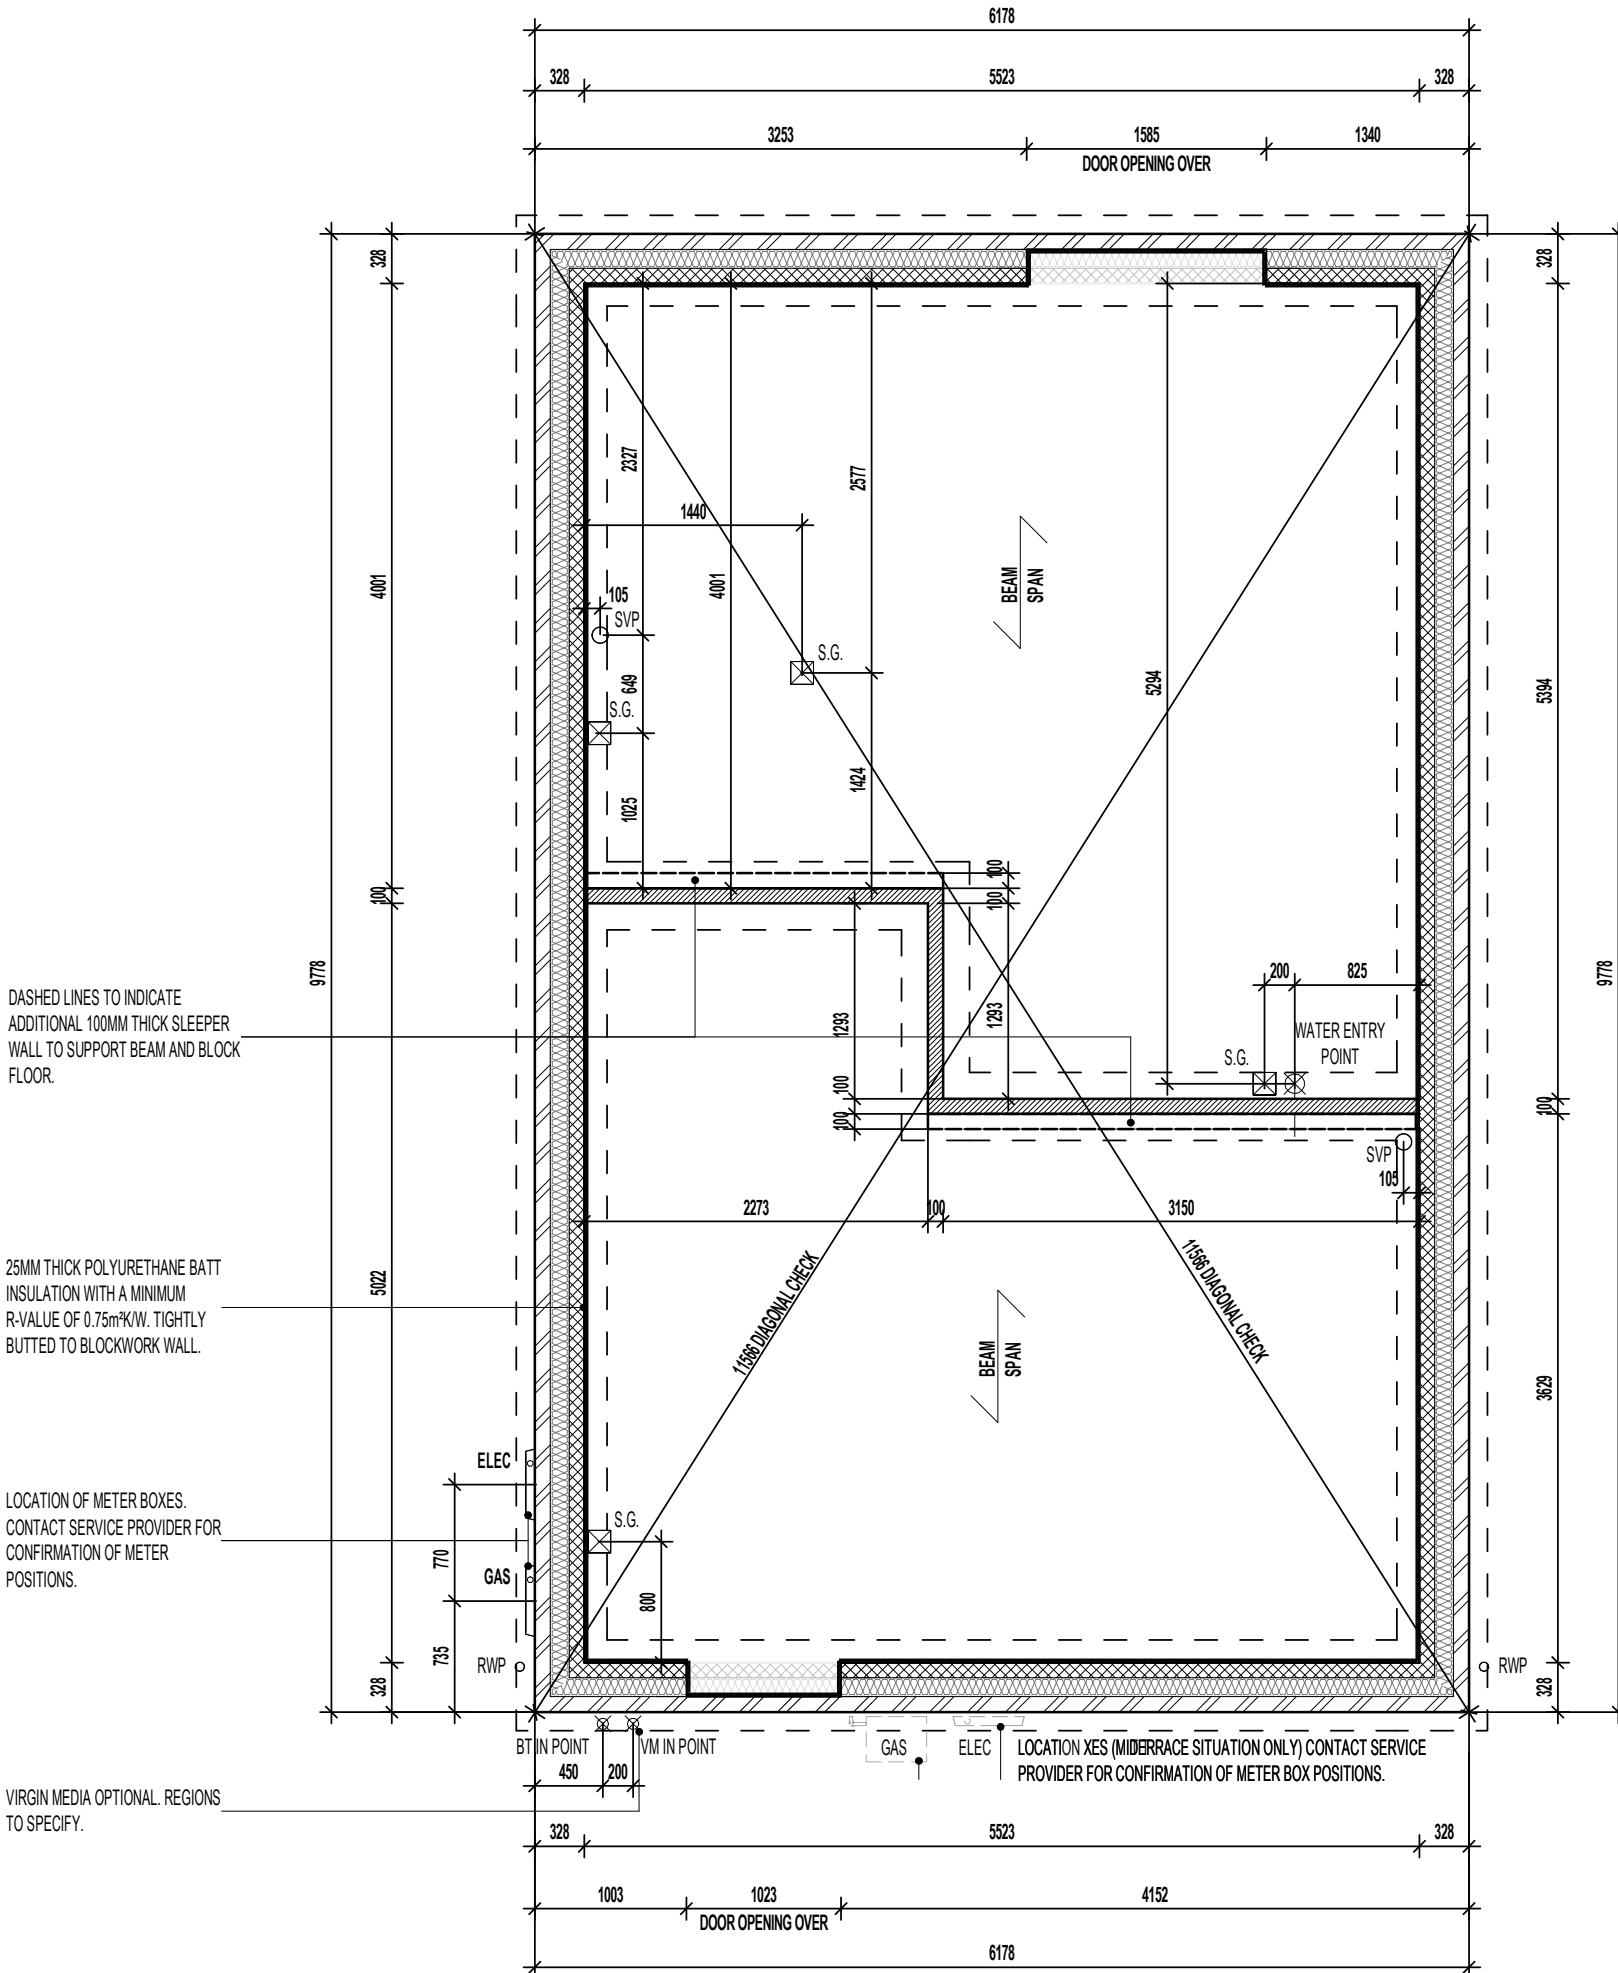 6178
328
5523
328
3253
1585
1340
DOOR OPENING OVER
328
328
2327
2577
1440
4001
4001
BEAM
SPAN
105
SVP
S.G.
649
5294
5394
S.G.
1424
1025
100
100
100
1293
1293
9778
9778
200
825
WATER ENTRY
POINT
S.G.
DASHED LINES TO INDICATE
ADDITIONAL 100MM THICK SLEEPER
WALL TO SUPPORT BEAM AND BLOCK
FLOOR.
100
100
100
SVP
105
2273
100
3150
11566 DIAGONAL CHECK
11566 DIAGONAL CHECK
25MM THICK POLYURETHANE BATT
INSULATION WITH A MINIMUM
R-VALUE OF 0.75m²K/W. TIGHTLY
BUTTED TO BLOCKWORK WALL.
5022
BEAM
SPAN
3629
ELEC
LOCATION OF METER BOXES.
CONTACT SERVICE PROVIDER FOR
CONFIRMATION OF METER
POSITIONS.
770
GAS
S.G.
800
735
RWP
RWP
328
328
BT IN POINT
VM IN POINT
450
200
GAS
ELEC
LOCATION XES (MIDTERRACE SITUATION ONLY) CONTACT SERVICE
PROVIDER FOR CONFIRMATION OF METER BOX POSITIONS.
VIRGIN MEDIA OPTIONAL. REGIONS
TO SPECIFY.
328
5523
328
1003
1023
4152
DOOR OPENING OVER
6178